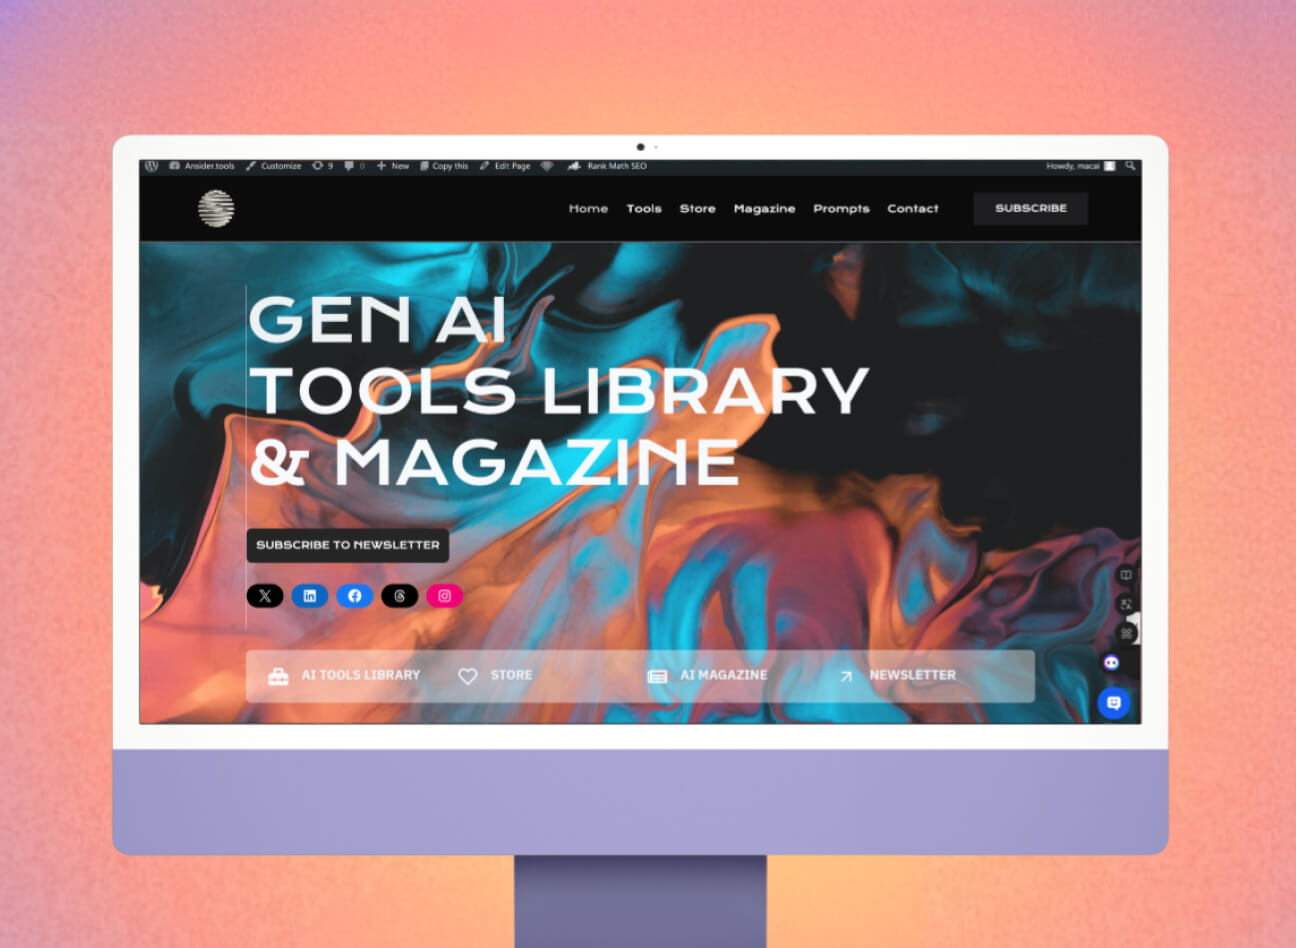 Ansider.tools Customize 9 0 New Copy this Edit Page Rank Math SEO Howdy, macai
Home Tools Store Magazine Prompts Contact SUBSCRIBE
GEN AI
TOOLS LIBRARY
& MAGAZINE
SUBSCRIBE TO NEWSLETTER
AI TOOLS LIBRARY STORE AI MAGAZINE NEWSLETTER